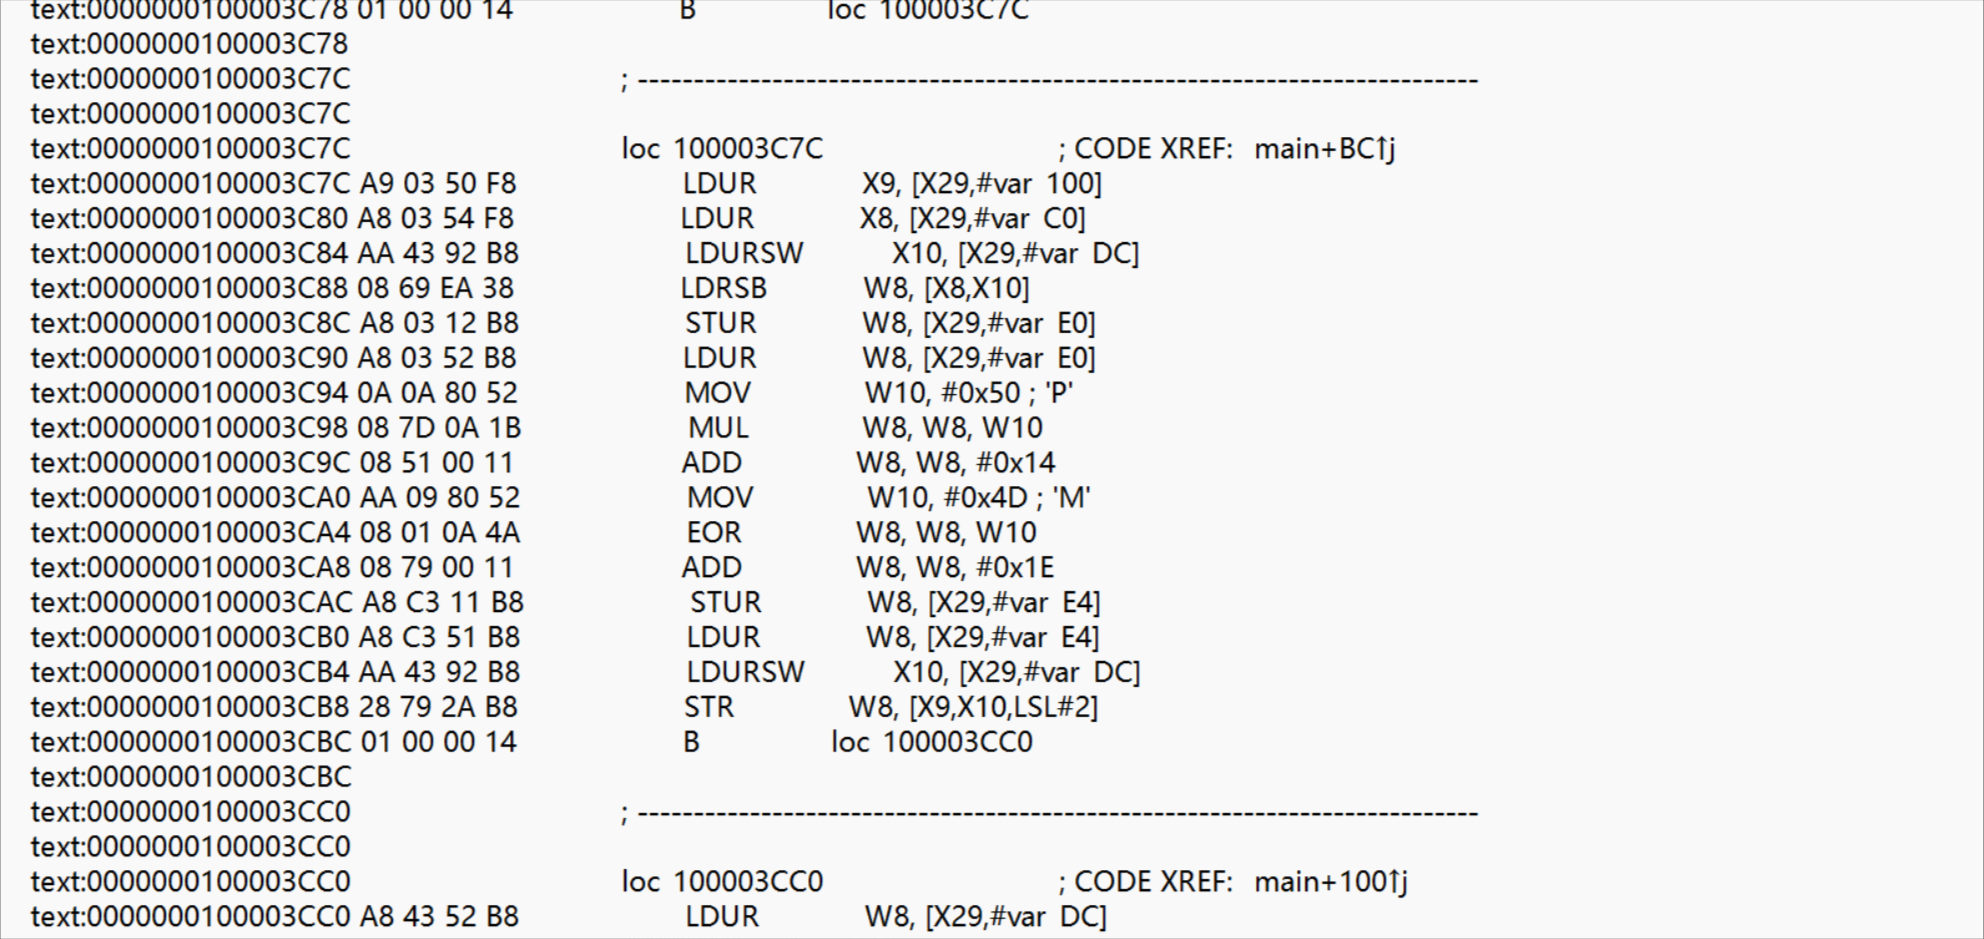 text:0000000100003C78 01 00 00 14 B loc 100003C7C
text:0000000100003C78
text:0000000100003C7C ; ---------------------------------------------------------------------------
text:0000000100003C7C
text:0000000100003C7C loc 100003C7C ; CODE XREF: main+BC↑j
text:0000000100003C7C A9 03 50 F8 LDUR X9, [X29,#var 100]
text:0000000100003C80 A8 03 54 F8 LDUR X8, [X29,#var C0]
text:0000000100003C84 AA 43 92 B8 LDURSW X10, [X29,#var DC]
text:0000000100003C88 08 69 EA 38 LDRSB W8, [X8,X10]
text:0000000100003C8C A8 03 12 B8 STUR W8, [X29,#var E0]
text:0000000100003C90 A8 03 52 B8 LDUR W8, [X29,#var E0]
text:0000000100003C94 0A 0A 80 52 MOV W10, #0x50 ; 'P'
text:0000000100003C98 08 7D 0A 1B MUL W8, W8, W10
text:0000000100003C9C 08 51 00 11 ADD W8, W8, #0x14
text:0000000100003CA0 AA 09 80 52 MOV W10, #0x4D ; 'M'
text:0000000100003CA4 08 01 0A 4A EOR W8, W8, W10
text:0000000100003CA8 08 79 00 11 ADD W8, W8, #0x1E
text:0000000100003CAC A8 C3 11 B8 STUR W8, [X29,#var E4]
text:0000000100003CB0 A8 C3 51 B8 LDUR W8, [X29,#var E4]
text:0000000100003CB4 AA 43 92 B8 LDURSW X10, [X29,#var DC]
text:0000000100003CB8 28 79 2A B8 STR W8, [X9,X10,LSL#2]
text:0000000100003CBC 01 00 00 14 B loc 100003CC0
text:0000000100003CBC
text:0000000100003CC0 ; ---------------------------------------------------------------------------
text:0000000100003CC0
text:0000000100003CC0 loc 100003CC0 ; CODE XREF: main+100↑j
text:0000000100003CC0 A8 43 52 B8 LDUR W8, [X29,#var DC]